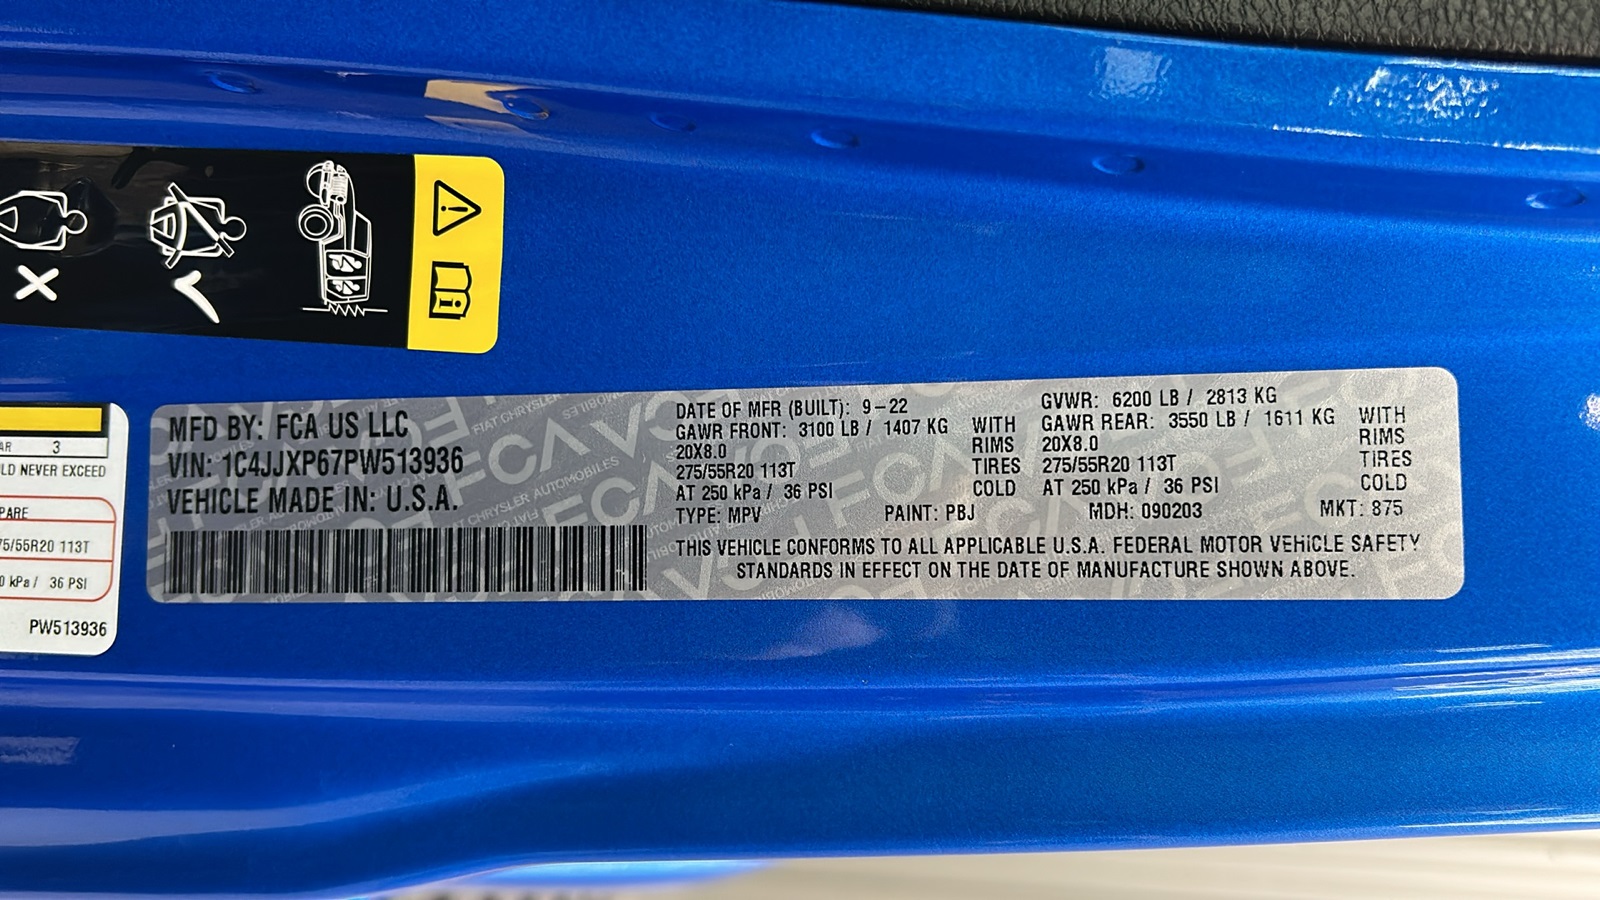 AR 3
LD NEVER EXCEED
PARE
75/55R20 113T
0 kPa / 36 PSI
PW513936
MFD BY: FCA US LLC
VIN: 1C4JJXP67PW513936
VEHICLE MADE IN: U.S.A.
DATE OF MFR (BUILT): 9-22
GAWR FRONT: 3100 LB / 1407 KG WITH
20X8.0 RIMS
275/55R20 113T TIRES
AT 250 kPa / 36 PSI COLD
GVWR: 6200 LB / 2813 KG
GAWR REAR: 3550 LB / 1611 KG WITH
20X8.0 RIMS
275/55R20 113T TIRES
AT 250 kPa / 36 PSI COLD
TYPE: MPV PAINT: PBJ MDH: 090203 MKT: 875
THIS VEHICLE CONFORMS TO ALL APPLICABLE U.S.A. FEDERAL MOTOR VEHICLE SAFETY
STANDARDS IN EFFECT ON THE DATE OF MANUFACTURE SHOWN ABOVE.